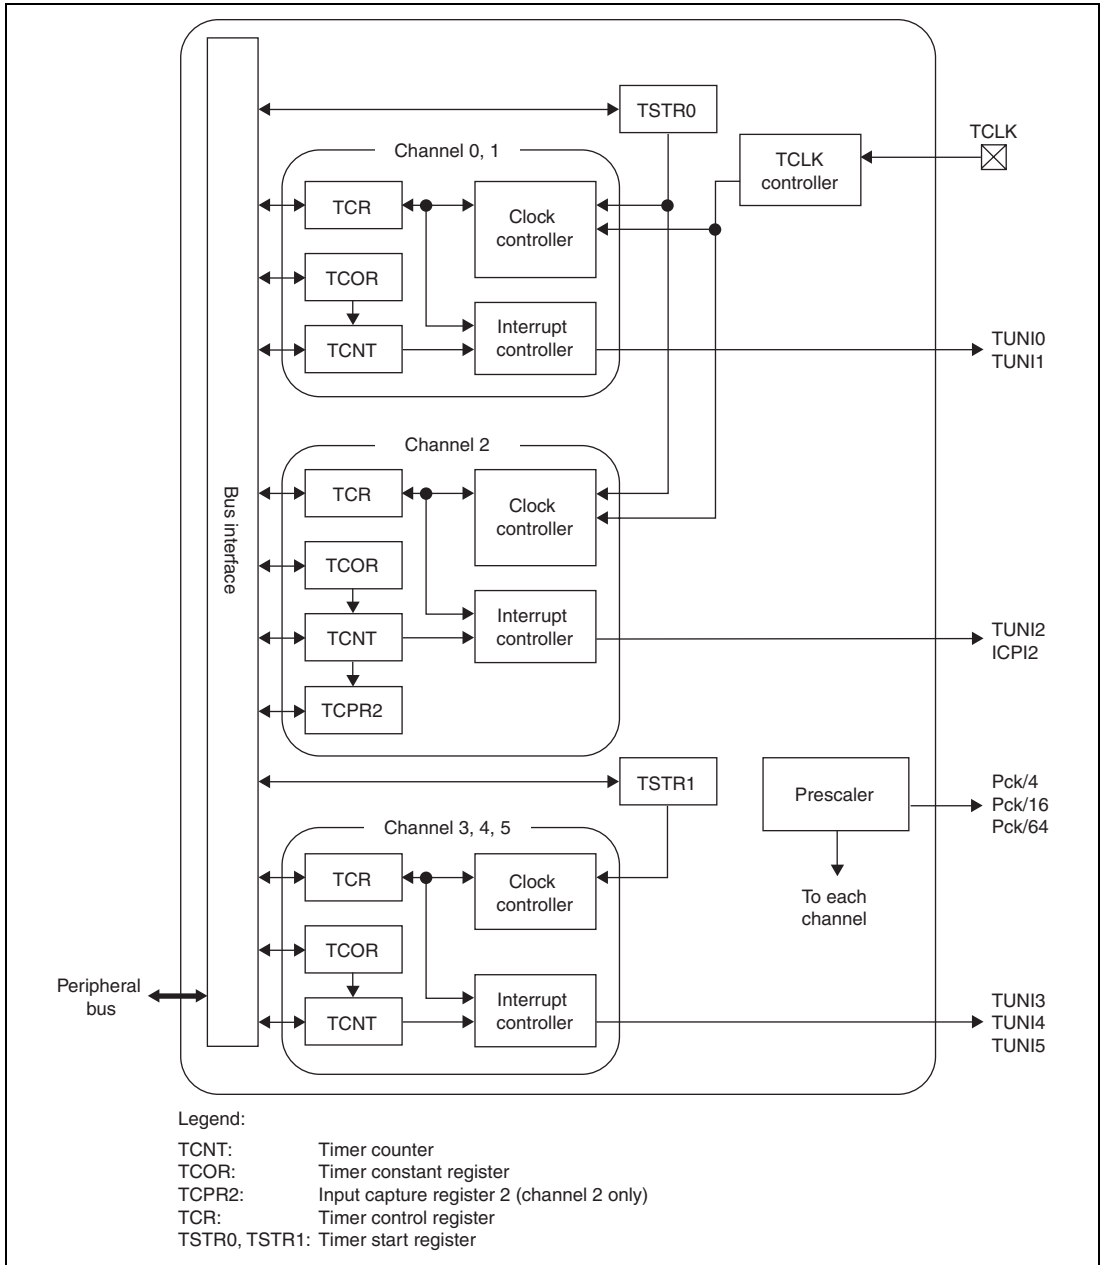 TSTR0
TCLK
TCLK
controller
Channel 0, 1
TCR
Clock
controller
TCOR
TCNT
Interrupt
controller
TUNI0
TUNI1
Channel 2
TCR
Clock
controller
Bus interface
TCOR
TCNT
Interrupt
controller
TUNI2
ICPI2
TCPR2
TSTR1
Prescaler
Pck/4
Pck/16
Pck/64
To each
channel
Channel 3, 4, 5
TCR
Clock
controller
TCOR
Peripheral
bus
TCNT
Interrupt
controller
TUNI3
TUNI4
TUNI5
Legend:
TCNT: Timer counter
TCOR: Timer constant register
TCPR2: Input capture register 2 (channel 2 only)
TCR: Timer control register
TSTR0, TSTR1: Timer start register